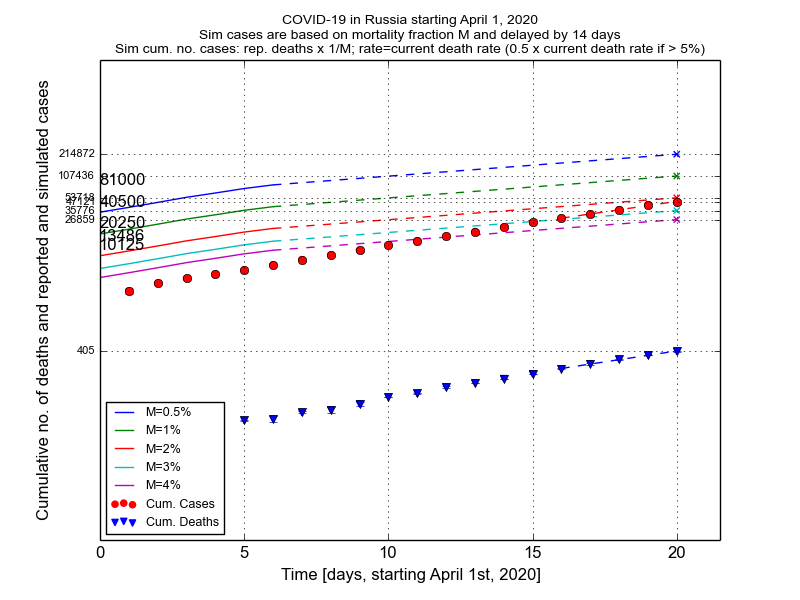 COVID-19 in Russia starting April 1, 2020
Sim cases are based on mortality fraction M and delayed by 14 days
Sim cum. no. cases: rep. deaths x 1/M; rate=current death rate (0.5 x current death rate if > 5%)
Cumulative no. of deaths and reported and simulated cases
214872
107436
53718
47121
35776
26859
405
81000
40500
20250
13486
10125
M=0.5%
M=1%
M=2%
M=3%
M=4%
Cum. Cases
Cum. Deaths
0 5 10 15 20
Time [days, starting April 1st, 2020]